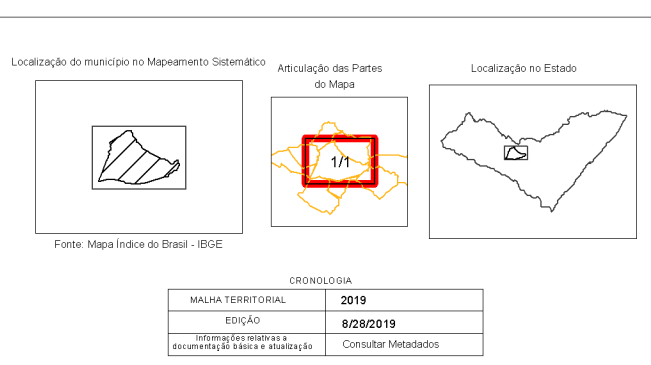 Localização do município no Mapeamento Sistemático
Articulação das Partes
do Mapa
Localização no Estado
1/1
Fonte: Mapa Índice do Brasil - IBGE
CRONOLOGIA
MALHA TERRITORIAL 2019
EDIÇÃO 8/28/2019
Informações relativas a
documentação básica e atualização Consultar Metadados